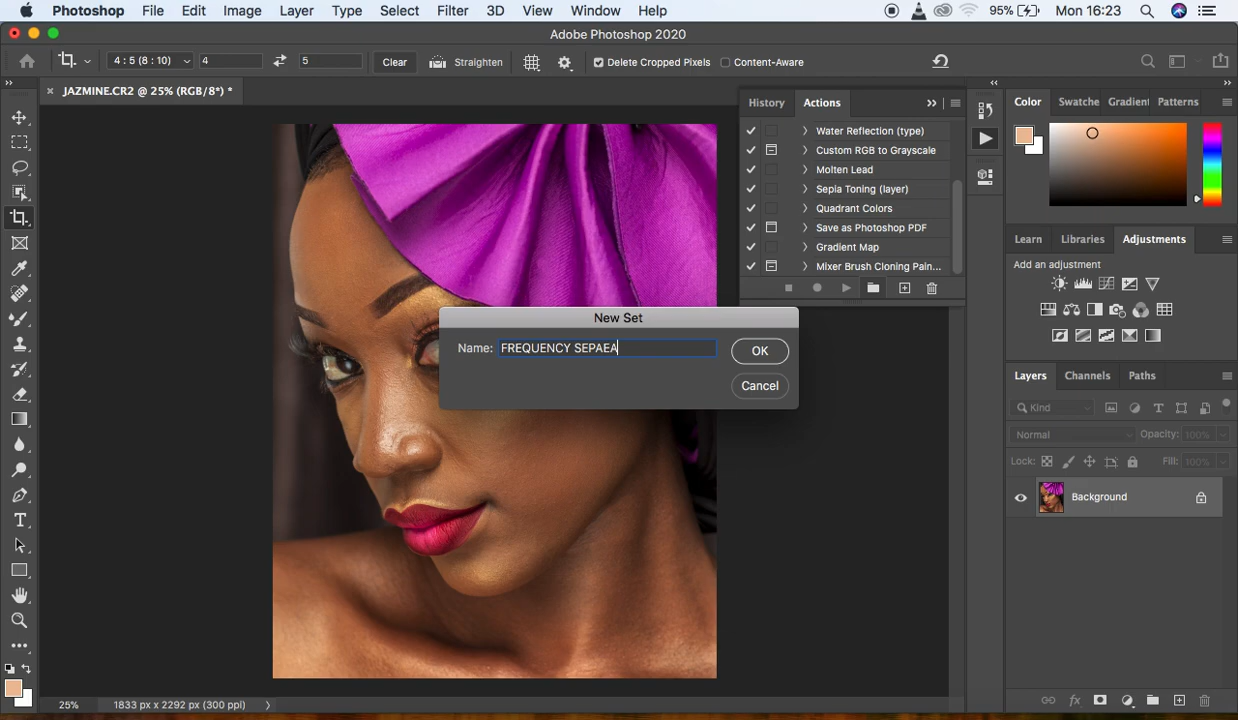 Photoshop File Edit Image Layer Type Select Filter 3D View Window Help 95% Mon 16:23
Adobe Photoshop 2020
4 : 5 (8 : 10) 4 5 Clear Straighten Delete Cropped Pixels Content-Aware
JAZMINE.CR2 @ 25% (RGB/8*) *
History Actions
Water Reflection (type)
Custom RGB to Grayscale
Molten Lead
Sepia Toning (layer)
Quadrant Colors
Save as Photoshop PDF
Gradient Map
Mixer Brush Cloning Pain...
New Set
Name: FREQUENCY SEPAEA
OK
Cancel
Color Swatche Gradient Patterns
Learn Libraries Adjustments
Add an adjustment
Layers Channels Paths
Kind
Normal Opacity: 100%
Lock: Fill: 100%
Background
25% 1833 px x 2292 px (300 ppi)